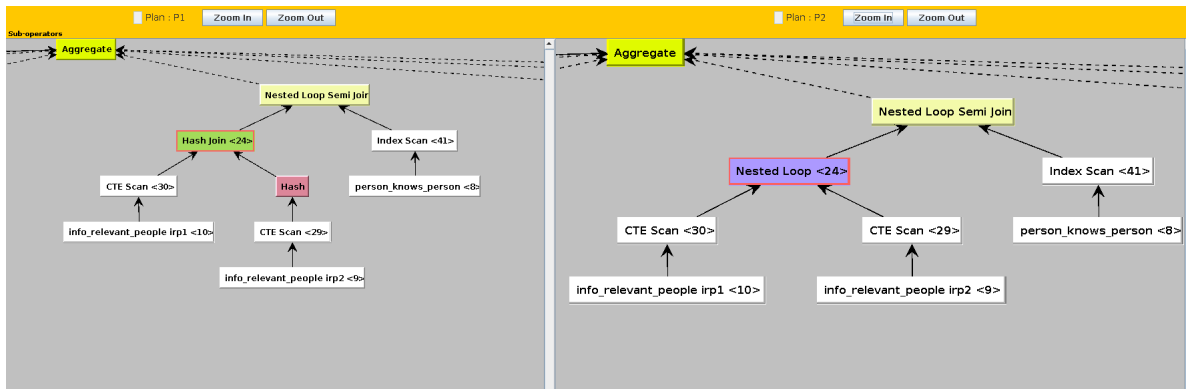 Plan : P1
Zoom In
Zoom Out
Sub-operators
Aggregate
Nested Loop Semi Join
Hash Join <24>
Index Scan <41>
CTE Scan <30>
Hash
person_knows_person <8>
info_relevant_people irp1 <10>
CTE Scan <29>
info_relevant_people irp2 <9>
Plan : P2
Zoom In
Zoom Out
Aggregate
Nested Loop Semi Join
Nested Loop <24>
Index Scan <41>
CTE Scan <30>
CTE Scan <29>
person_knows_person <8>
info_relevant_people irp1 <10>
info_relevant_people irp2 <9>